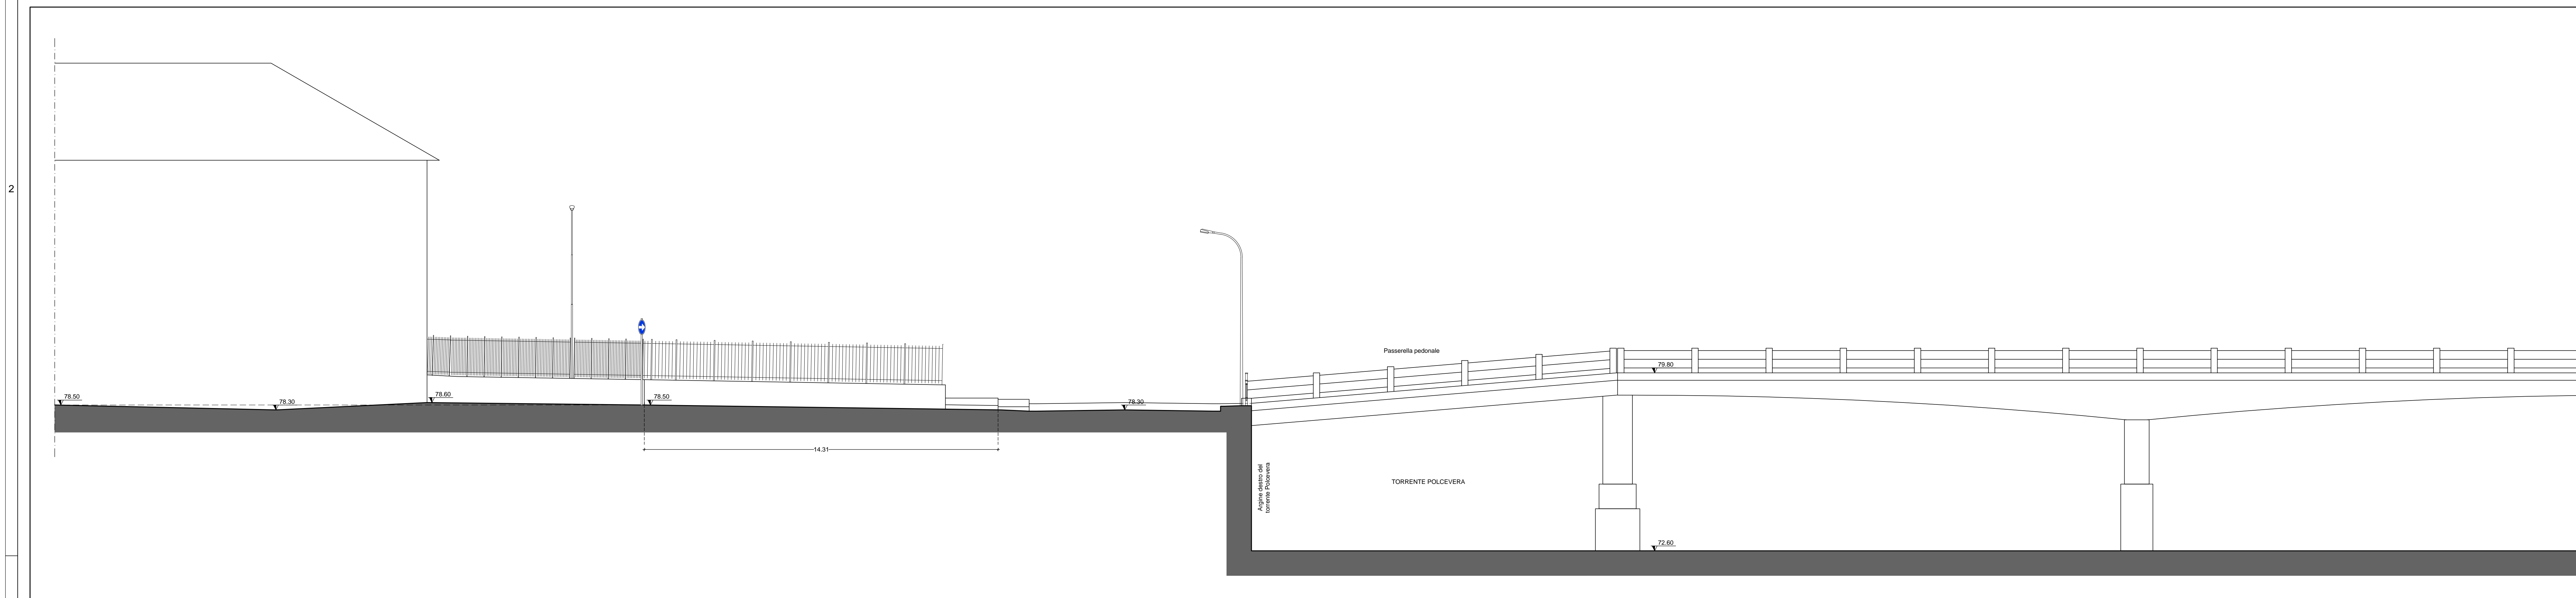 2
78.50
78.30
78.60
78.50
78.30
14.31
Passerella pedonale
79.80
Argine destro del
torrente Polcevera
TORRENTE POLCEVERA
72.60